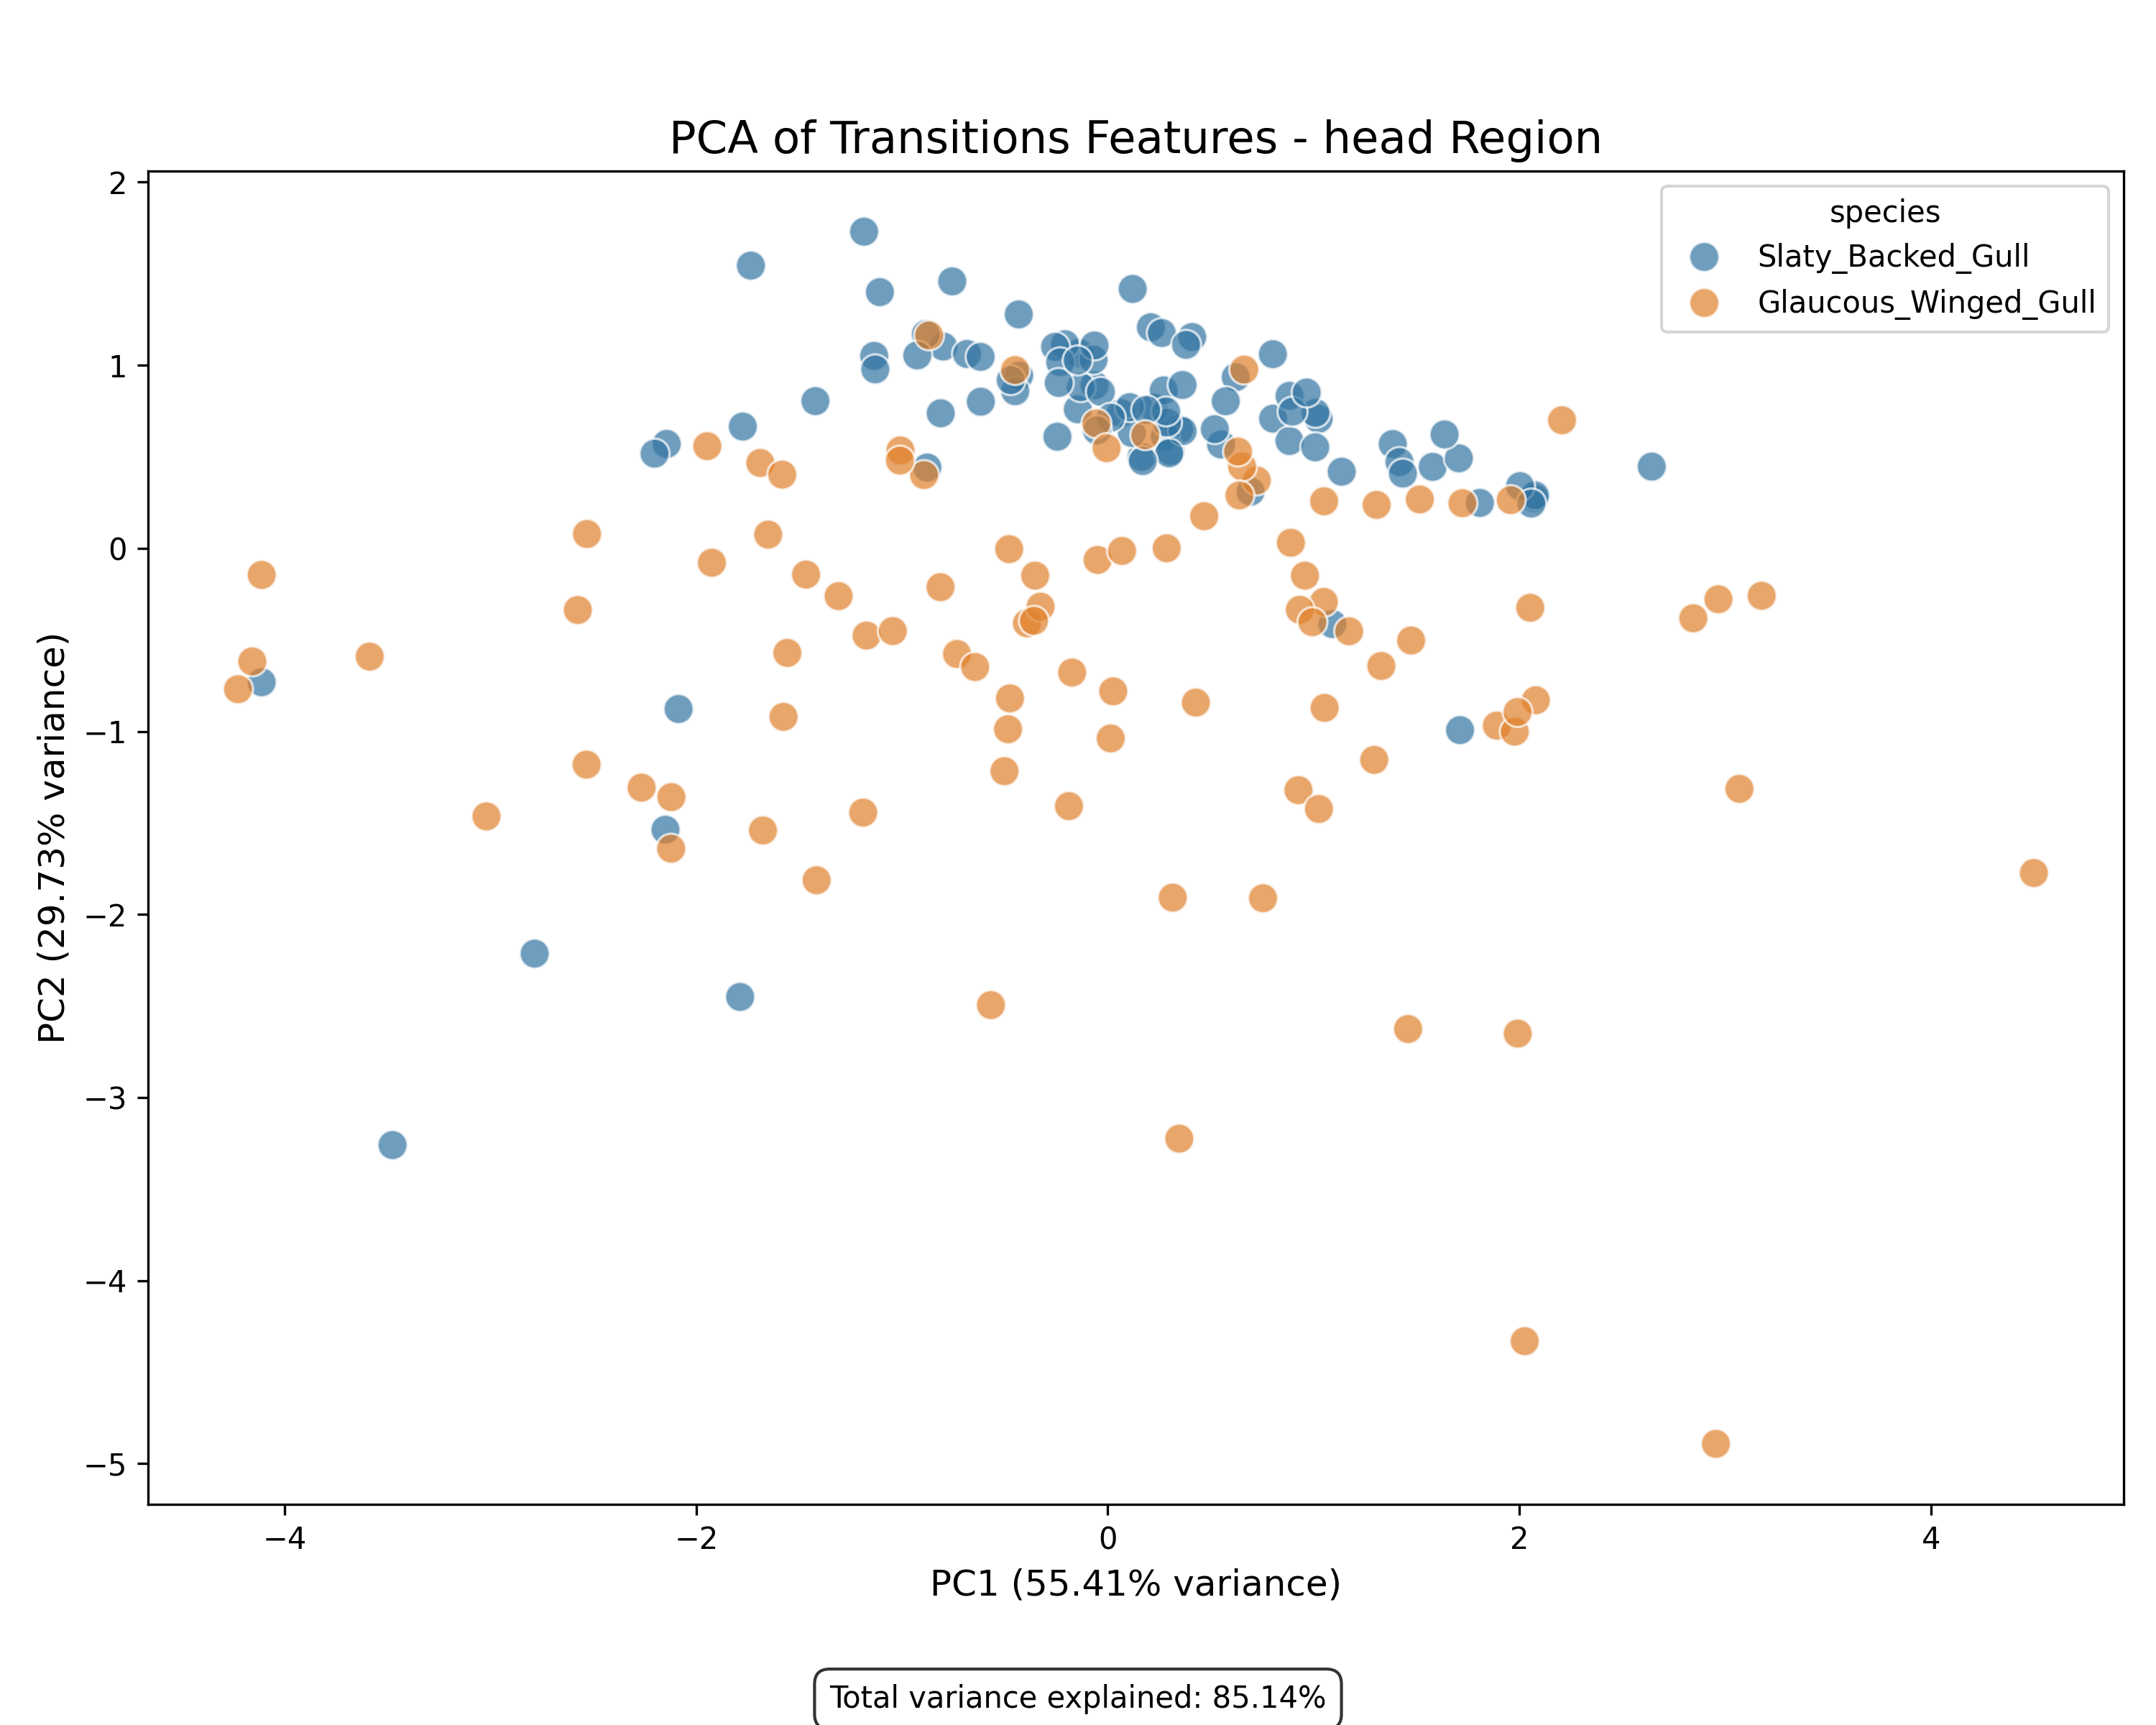 PCA of Transitions Features - head Region
species
Slaty_Backed_Gull
Glaucous_Winged_Gull
2
1
0
−1
−2
−3
−4
−5
PC2 (29.73% variance)
−4
−2
0
2
4
PC1 (55.41% variance)
Total variance explained: 85.14%